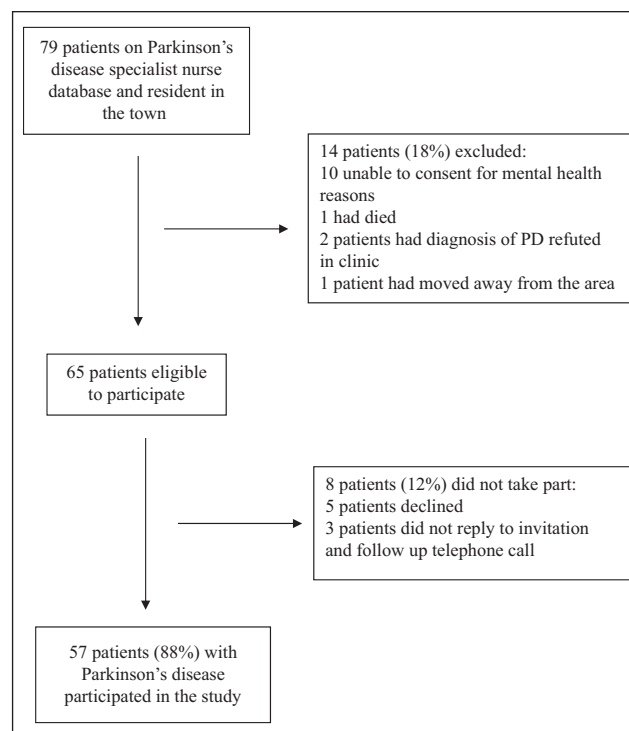 79 patients on Parkinson’s
disease specialist nurse
database and resident in
the town
14 patients (18%) excluded:
10 unable to consent for mental health
reasons
1 had died
2 patients had diagnosis of PD refuted
in clinic
1 patient had moved away from the area
65 patients eligible
to participate
8 patients (12%) did not take part:
5 patients declined
3 patients did not reply to invitation
and follow up telephone call
57 patients (88%) with
Parkinson’s disease
participated in the study